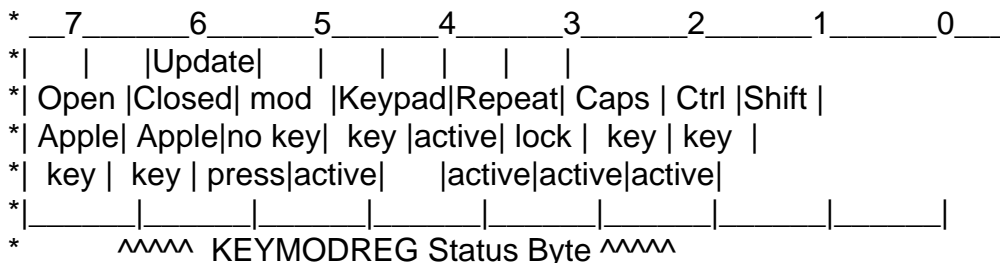 * __7______6______5______4______3______2______1______0___
*|   |   |Update|   |   |   |   |   |
*| Open |Closed| mod  |Keypad|Repeat| Caps | Ctrl |Shift |
*| Apple| Apple|no key|  key |active| lock |  key | key  |
*|  key |  key | press|active|      |active|active|active|
*|______|______|______|______|______|______|______|______|
*      ^^^^^  KEYMODREG Status Byte ^^^^^